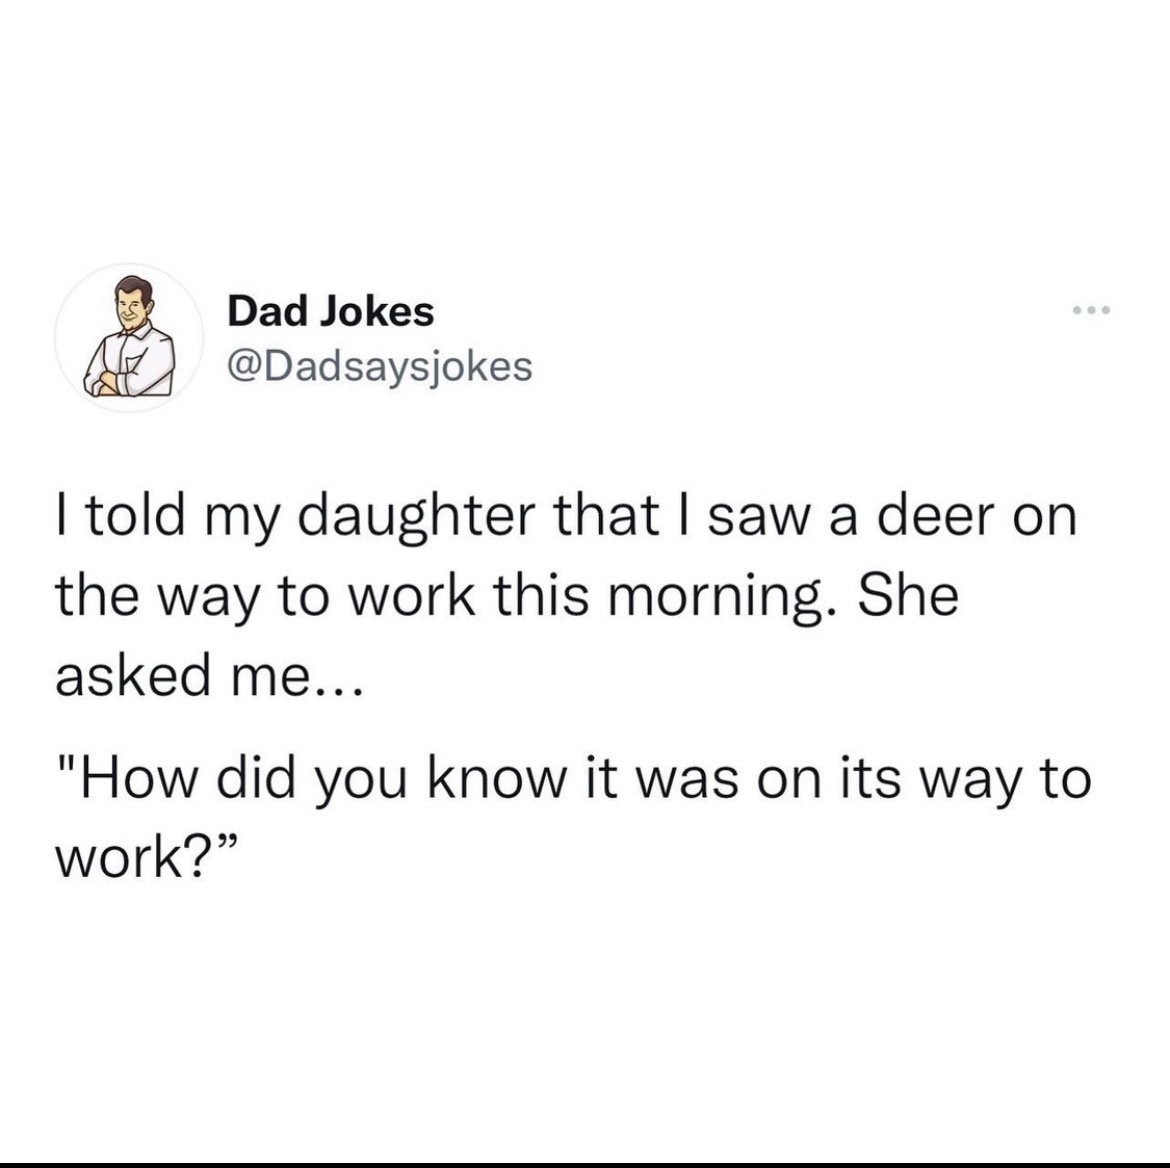 Dad Jokes
@Dadsaysjokes
I told my daughter that I saw a deer on
the way to work this morning. She
asked me...
"How did you know it was on its way to
work?”